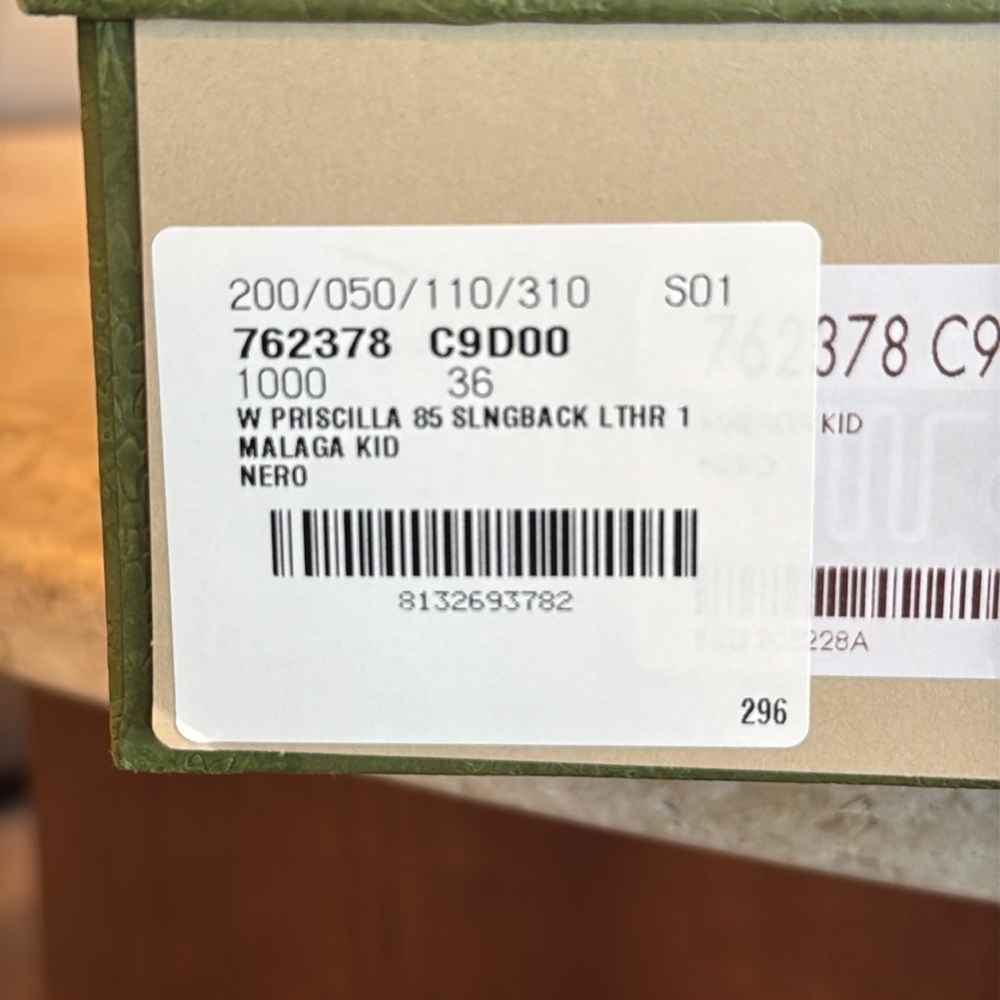 200/050/110/310 S01
762378 C9D00
1000 36
W PRISCILLA 85 SLNGBACK LTHR 1
MALAGA KID
NERO
8132693782
296
762378 C9
KID
228A